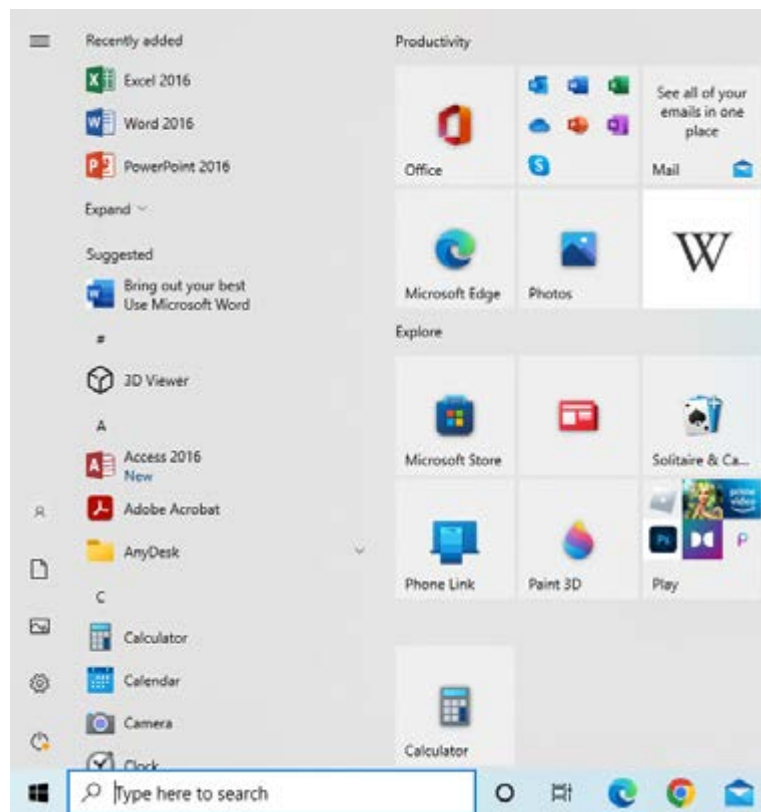 Recently added
Excel 2016
Word 2016
PowerPoint 2016
Expand
Suggested
Bring out your best
Use Microsoft Word
#
3D Viewer
A
Access 2016
New
Adobe Acrobat
AnyDesk
C
Calculator
Calendar
Camera
Clock
Productivity
Office
See all of your
emails in one
place
Mail
Microsoft Edge
Photos
W
Explore
Microsoft Store
Solitaire & Ca...
Phone Link
Paint 3D
prime
video
Ps
P
Play
Calculator
Type here to search